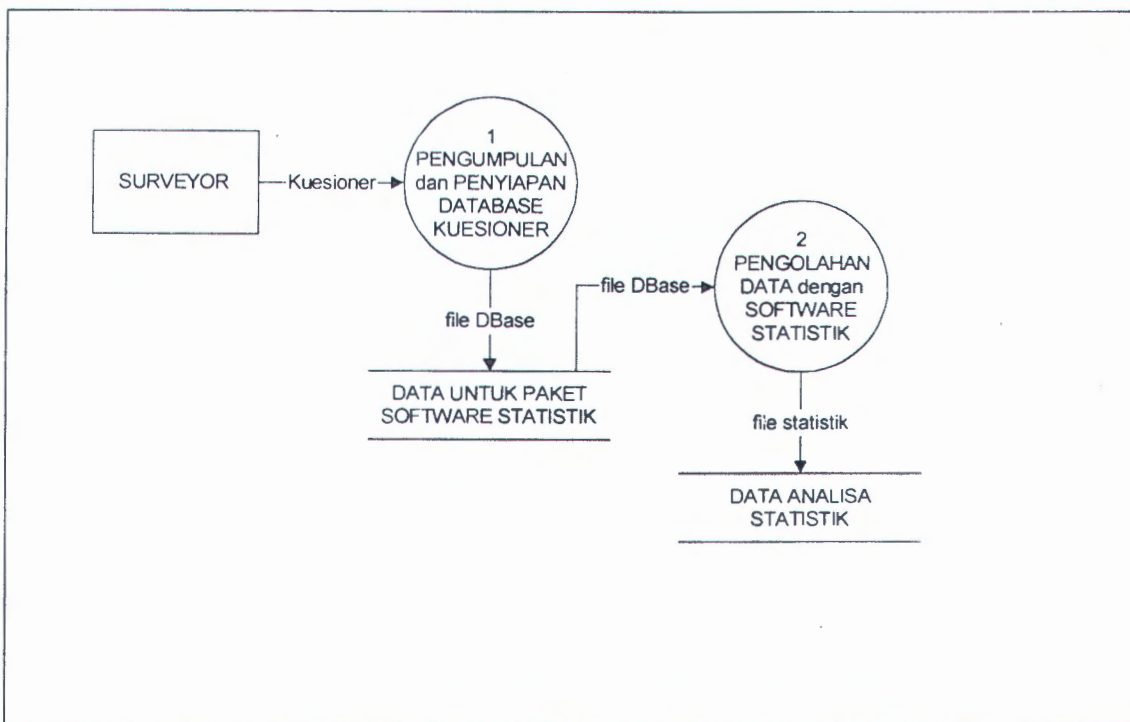 SURVEYOR
Kuesioner
1
PENGUMPULAN
dan PENYIAPAN
DATABASE
KUESIONER
file DBase
DATA UNTUK PAKET
SOFTWARE STATISTIK
file DBase
2
PENGOLAHAN
DATA dengan
SOFTWARE
STATISTIK
file statistik
DATA ANALISA
STATISTIK